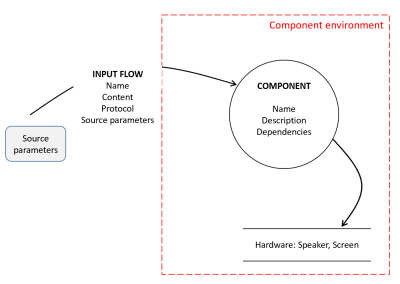 Component environment
INPUT FLOW
Name
Content
Protocol
Source parameters
COMPONENT
Name
Description
Dependencies
Source
parameters
Hardware: Speaker, Screen